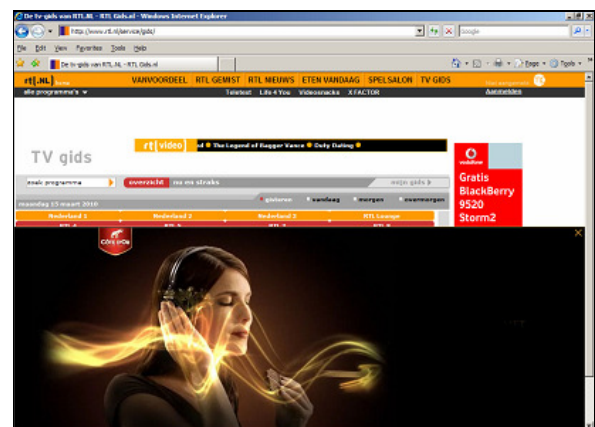 De tv-gids van RTL.NL - RTL Gids.nl - Windows Internet Explorer
http://www.rtl.nl/service/gids/
Google
File Edit View Favorites Tools Help
De tv-gids van RTL.NL - RTL Gids.nl
Page Tools
rtl.NL home VANVOORDEEL RTL GEMIST RTL NIEUWS ETEN VANDAAG SPELSALON TV GIDS
alle programma's Teletext Life 4 You Videosnacks X FACTOR Aanmelden
rtl video d The Legend of Bagger Vance Outy Dating
TV gids
vodafone
Gratis
BlackBerry
9520
Storm2
zoek programma overzicht nu en straks mijn gids
gisteren vandaag morgen overmorgen
maandag 15 maart 2010
Nederland 1 Nederland 2 Nederland 3 RTL Lounge
CÔTE D'OR